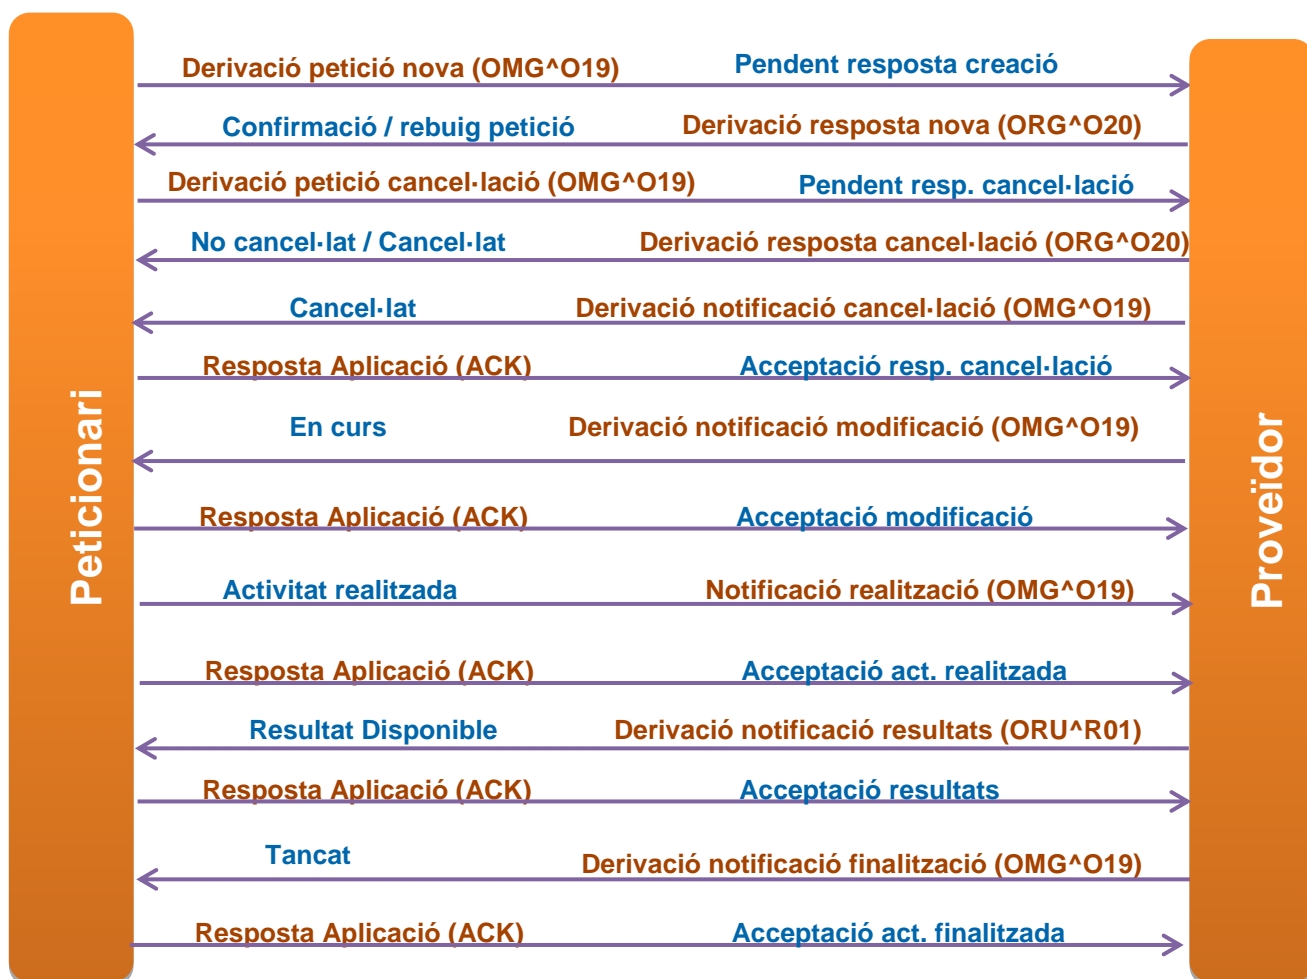 Peticionari
Derivació petició nova (OMG^O19) Pendent resposta creació
Confirmació / rebuig petició Derivació resposta nova (ORG^O20)
Derivació petició cancel·lació (OMG^O19) Pendent resp. cancel·lació
No cancel·lat / Cancel·lat Derivació resposta cancel·lació (ORG^O20)
Cancel·lat Derivació notificació cancel·lació (OMG^O19)
Resposta Aplicació (ACK) Acceptació resp. cancel·lació
En curs Derivació notificació modificació (OMG^O19)
Resposta Aplicació (ACK) Acceptació modificació
Activitat realitzada Notificació realització (OMG^O19)
Resposta Aplicació (ACK) Acceptació act. realitzada
Resultat Disponible Derivació notificació resultats (ORU^R01)
Resposta Aplicació (ACK) Acceptació resultats
Tancat Derivació notificació finalització (OMG^O19)
Resposta Aplicació (ACK) Acceptació act. finalitzada
Proveïdor